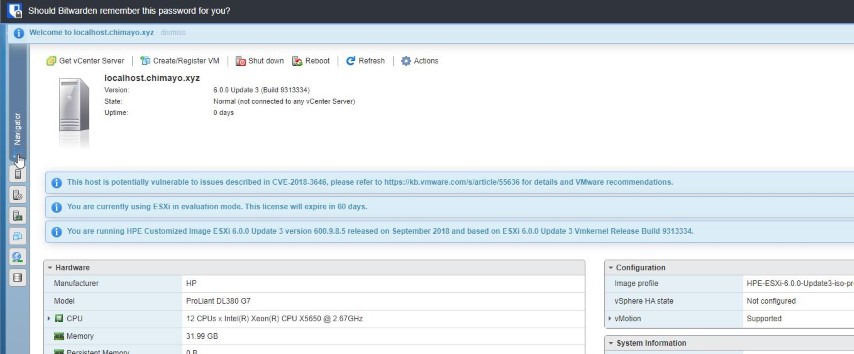 Should Bitwarden remember this password for you?
Welcome to localhost.chimayo.xyz - dismiss
Get vCenter Server Create/Register VM Shut down Reboot Refresh Actions
localhost.chimayo.xyz
Version: 6.0.0 Update 3 (Build 9313334)
State: Normal (not connected to any vCenter Server)
Uptime: 0 days
Navigator
This host is potentially vulnerable to issues described in CVE-2018-3646, please refer to https://kb.vmware.com/s/article/55636 for details and VMware recommendations.
You are currently using ESXi in evaluation mode. This license will expire in 60 days.
You are running HPE Customized Image ESXi 6.0.0 Update 3 version 600.9.8.5 released on September 2018 and based on ESXi 6.0.0 Update 3 Vmkernel Release Build 9313334.
Hardware
Manufacturer HP
Model ProLiant DL380 G7
CPU 12 CPUs x Intel(R) Xeon(R) CPU X5650 @ 2.67GHz
Memory 31.99 GB
Persistent Memory 0 B
Configuration
Image profile HPE-ESXi-6.0.0-Update3-iso-pr
vSphere HA state Not configured
vMotion Supported
System Information